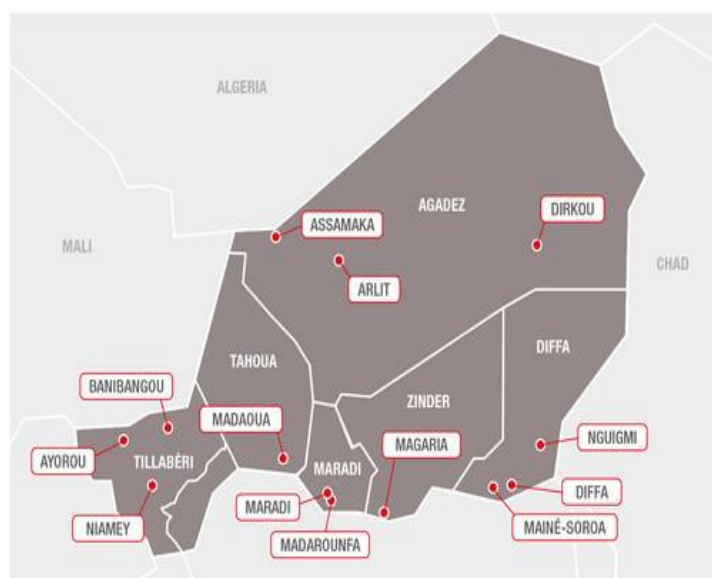 ALGERIA
AGADEZ
DIRKOU
ASSAMAKA
MALI
CHAD
ARLIT
DIFFA
TAHOUA
BANIBANGOU
ZINDER
MADAOUA
NGUIGMI
MAGARIA
AYOROU
TILLABÉRI
MARADI
DIFFA
MARADI
NIAMEY
MAINÉ-SOROA
MADAROUNFA